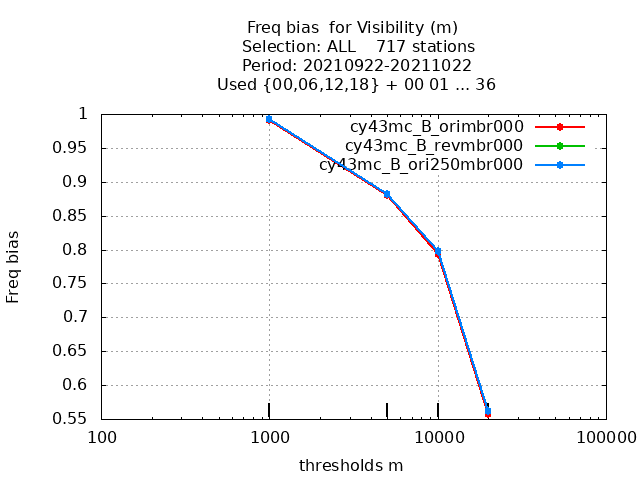 Freq bias  for Visibility (m)
Selection: ALL    717 stations
Period: 20210922-20211022
Used {00,06,12,18} + 00 01 ... 36
cy43mc_B_orimbr000
cy43mc_B_revmbr000
cy43mc_B_ori250mbr000
Freq bias
1
0.95
0.9
0.85
0.8
0.75
0.7
0.65
0.6
0.55
100
1000
10000
100000
thresholds m